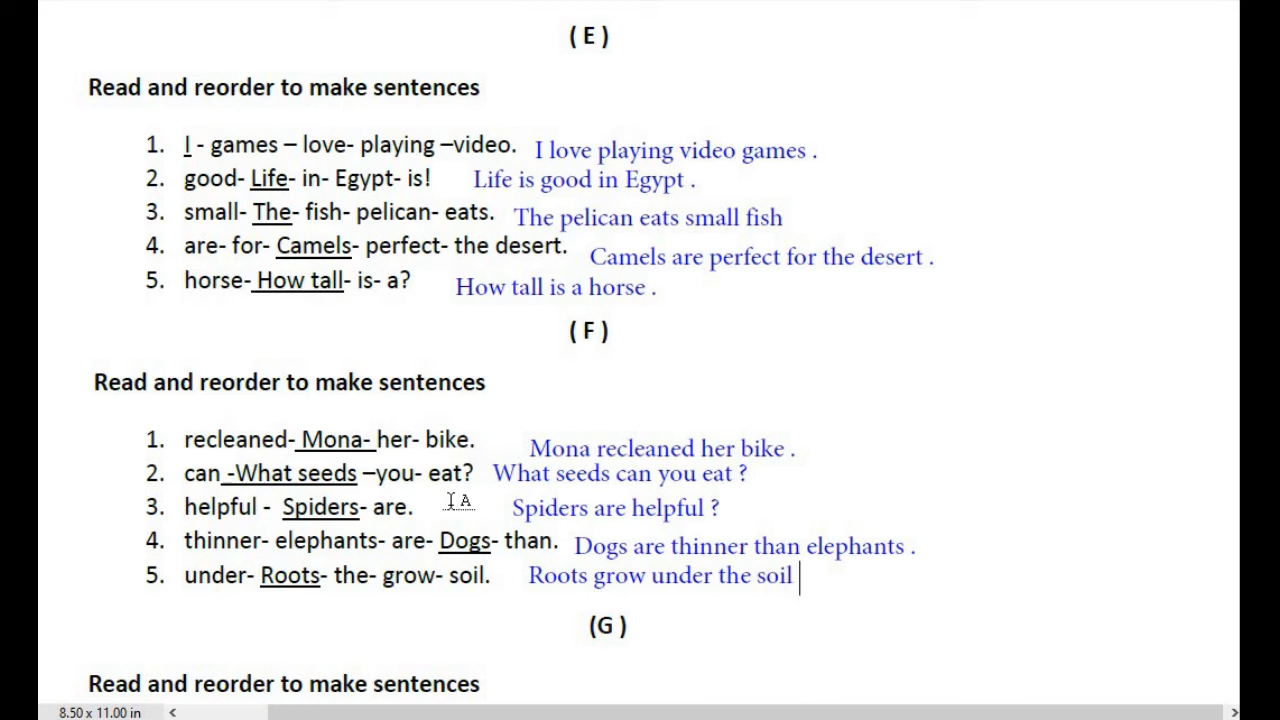 ( E )
Read and reorder to make sentences
1. I - games – love- playing –video. I love playing video games .
2. good- Life- in- Egypt- is! Life is good in Egypt .
3. small- The- fish- pelican- eats. The pelican eats small fish
4. are- for- Camels- perfect- the desert. Camels are perfect for the desert .
5. horse- How tall- is- a? How tall is a horse .
( F )
Read and reorder to make sentences
1. recleaned- Mona- her- bike. Mona recleaned her bike .
2. can -What seeds –you- eat? What seeds can you eat ?
3. helpful - Spiders- are. Spiders are helpful ?
4. thinner- elephants- are- Dogs- than. Dogs are thinner than elephants .
5. under- Roots- the- grow- soil. Roots grow under the soil
(G )
Read and reorder to make sentences
8.50 x 11.00 in